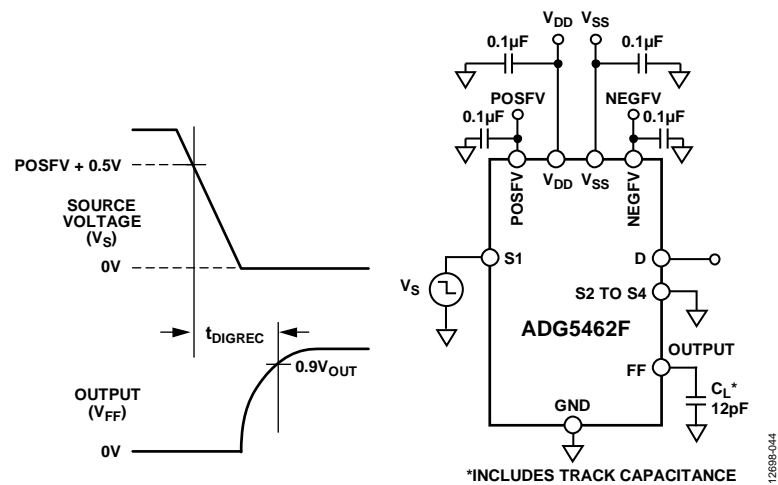 POSFV + 0.5V
SOURCE
VOLTAGE
(VS)
0V
tDIGREC
0.9VOUT
OUTPUT
(VFF)
0V
VDD VSS
0.1µF 0.1µF
POSFV NEGFV
0.1µF 0.1µF
POSFV VDD VSS NEGFV
S1 D
VS
S2 TO S4
ADG5462F
OUTPUT
FF
CL*
12pF
GND
*INCLUDES TRACK CAPACITANCE
12698-044